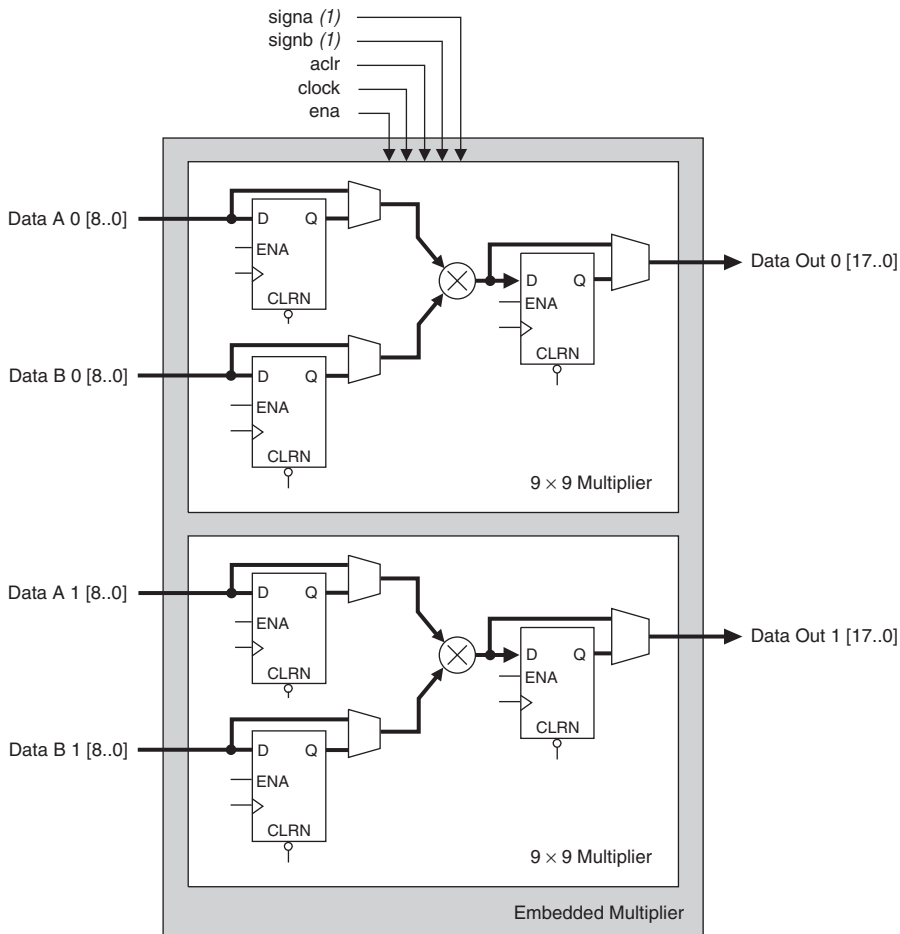 signa (1)
signb (1)
aclr
clock
ena
Data A 0 [8..0]
D Q
ENA
CLRN
Data B 0 [8..0]
D Q
ENA
CLRN
D Q
ENA
CLRN
Data Out 0 [17..0]
9 × 9 Multiplier
Data A 1 [8..0]
D Q
ENA
CLRN
Data B 1 [8..0]
D Q
ENA
CLRN
D Q
ENA
CLRN
Data Out 1 [17..0]
9 × 9 Multiplier
Embedded Multiplier